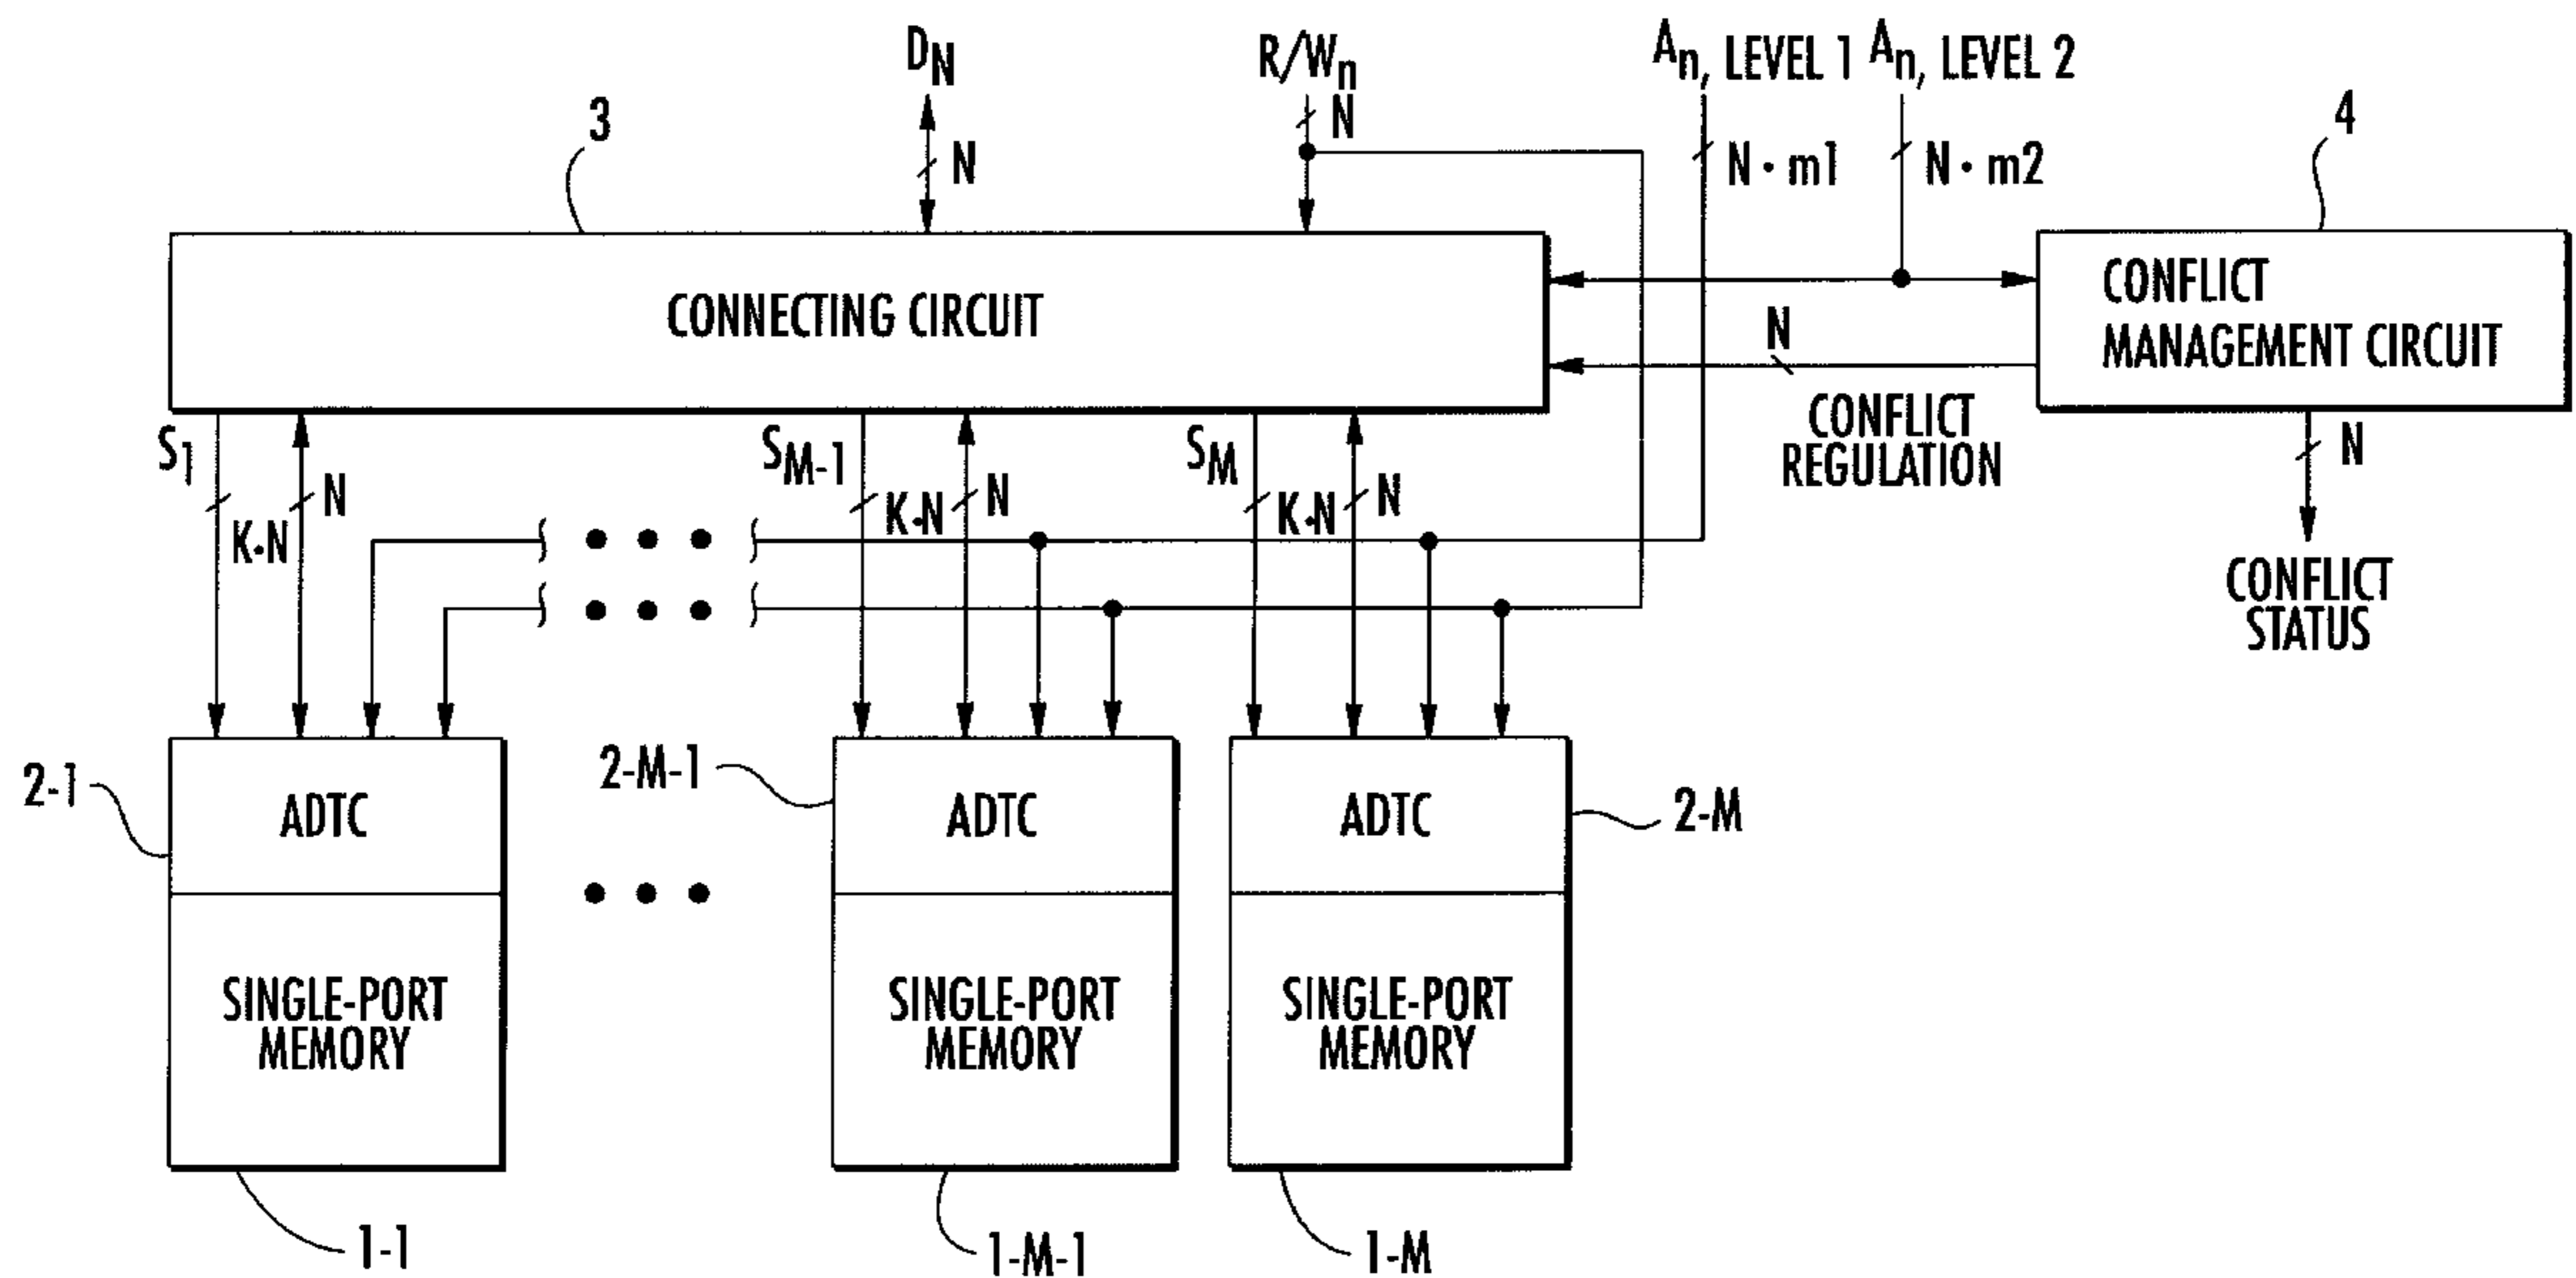 D_N
R/W_n
A_n, LEVEL 1
A_n, LEVEL 2
3
N
N
N · m1
N · m2
4
CONNECTING CIRCUIT
CONFLICT
MANAGEMENT CIRCUIT
N
CONFLICT
REGULATION
S_1
K·N
N
S_M-1
K·N
N
S_M
K·N
N
N
CONFLICT
STATUS
2-1
ADTC
2-M-1
ADTC
ADTC
2-M
SINGLE-PORT
MEMORY
SINGLE-PORT
MEMORY
SINGLE-PORT
MEMORY
1-1
1-M-1
1-M